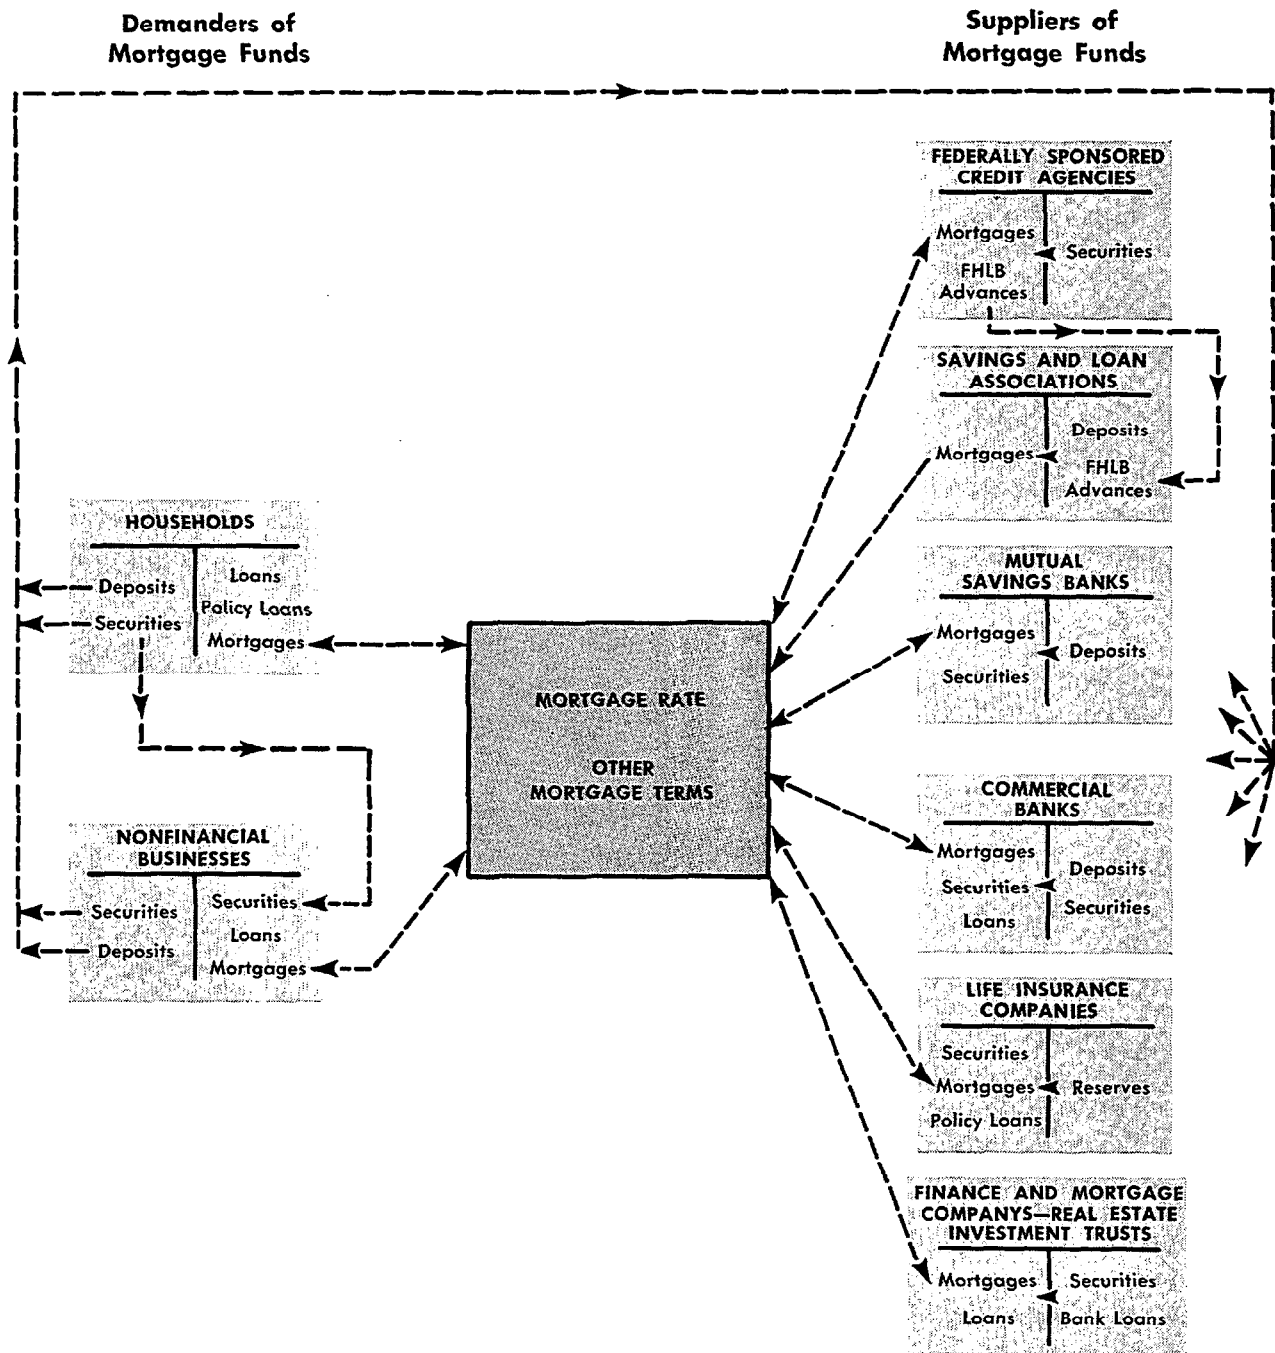 Demanders of
Mortgage Funds
Suppliers of
Mortgage Funds
FEDERALLY SPONSORED
CREDIT AGENCIES
Mortgages
Securities
FHLB
Advances
SAVINGS AND LOAN
ASSOCIATIONS
Deposits
Mortgages
FHLB
Advances
HOUSEHOLDS
Deposits
Loans
Securities
Policy Loans
Mortgages
MUTUAL
SAVINGS BANKS
Mortgages
Deposits
Securities
MORTGAGE RATE
OTHER
MORTGAGE TERMS
COMMERCIAL
BANKS
Mortgages
Deposits
Securities
Securities
Loans
NONFINANCIAL
BUSINESSES
Securities
Securities
Loans
Deposits
Mortgages
LIFE INSURANCE
COMPANIES
Securities
Mortgages
Reserves
Policy Loans
FINANCE AND MORTGAGE
COMPANYS—REAL ESTATE
INVESTMENT TRUSTS
Mortgages
Securities
Loans
Bank Loans